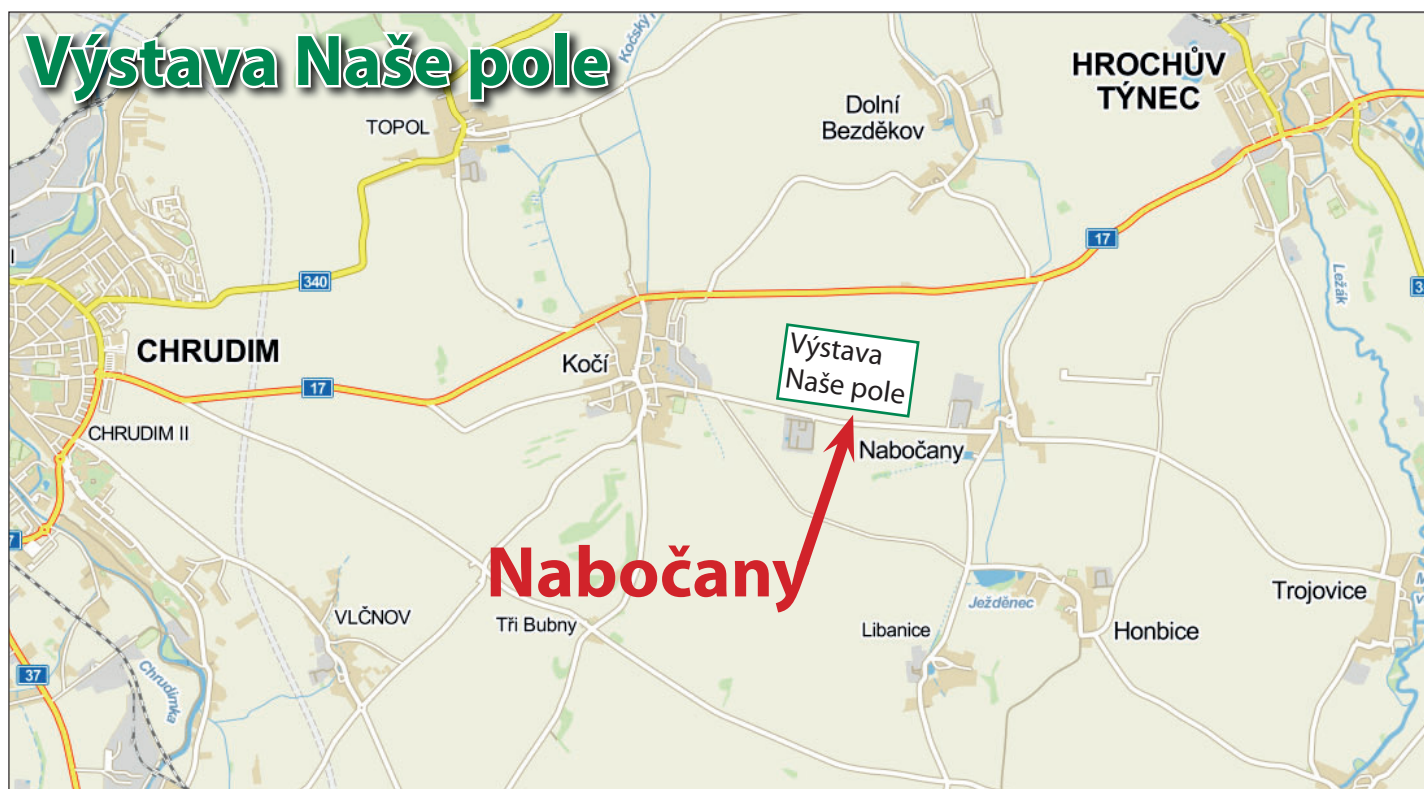 Výstava Naše pole
Kočský p
HROCHŮV
TÝNEC
Dolní
Bezděkov
TOPOL
17
340
Ležák
CHRUDIM
Výstava
Naše pole
Kočí
17
CHRUDIM II
Nabočany
Nabočany
Trojovice
Ježděnec
VLČNOV
Tři Bubny
Libanice
Honbice
37
Chrudimka